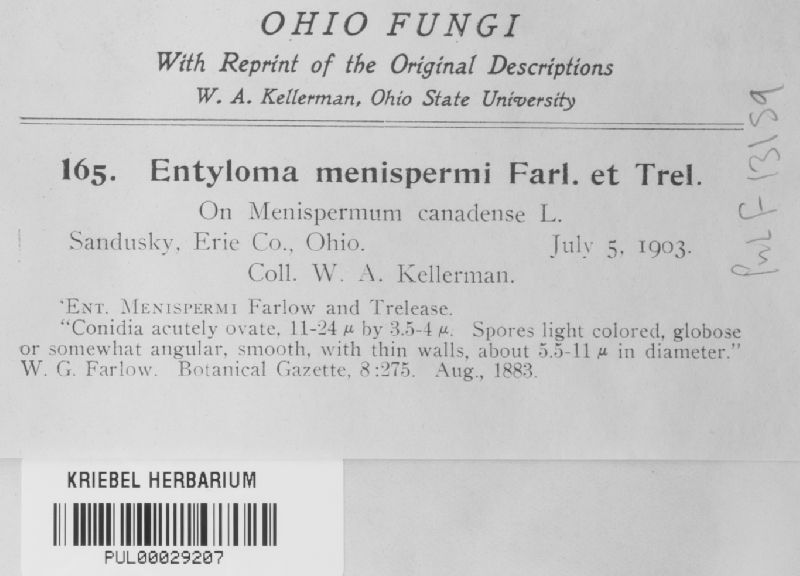 OHIO FUNGI
With Reprint of the Original Descriptions
W. A. Kellerman, Ohio State University
165. Entyloma menispermi Farl. et Trel.
On Menispermum canadense L.
Sandusky, Erie Co., Ohio. July 5, 1903.
Coll. W. A. Kellerman.
'ENT. MENISPERMI Farlow and Trelease.
"Conidia acutely ovate, 11-24 µ by 3.5-4 µ. Spores light colored, globose
or somewhat angular, smooth, with thin walls, about 5.5-11 µ in diameter."
W. G. Farlow. Botanical Gazette, 8:275. Aug., 1883.
PUL F 13159
KRIEBEL HERBARIUM
PUL00029207